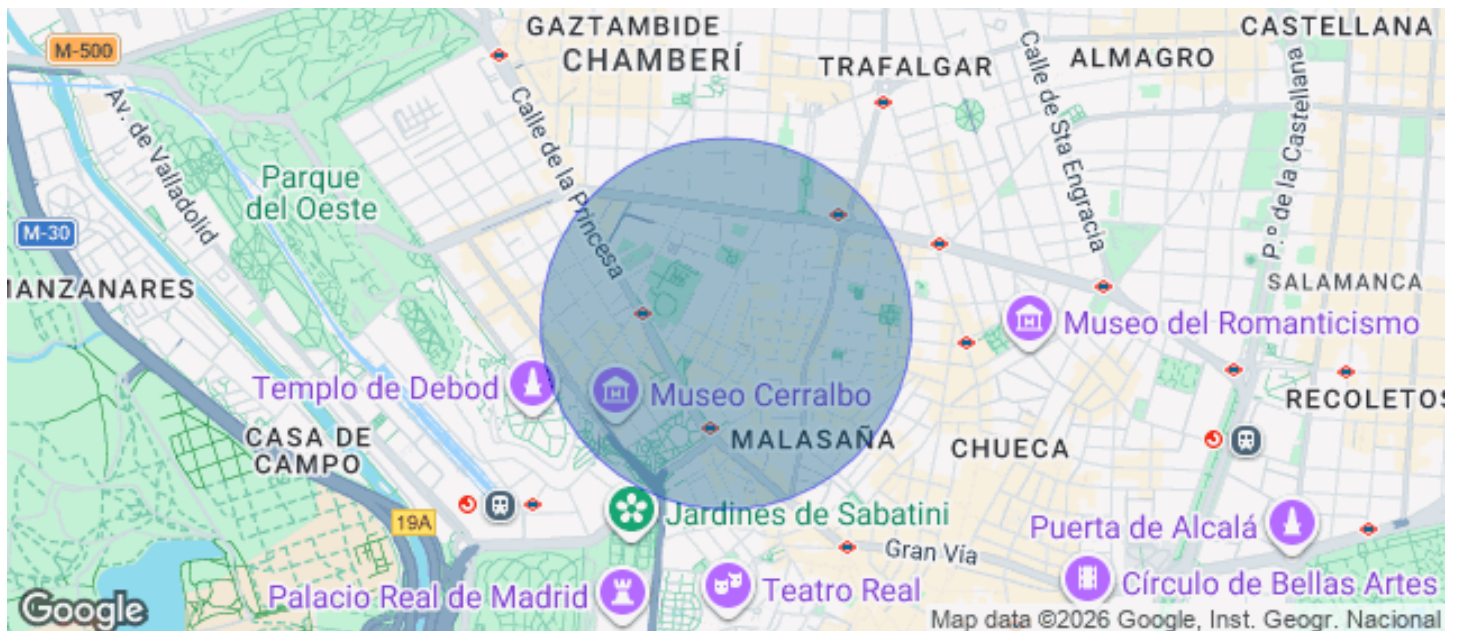 GAZTAMBIDE
CHAMBERÍ
CASTELLANA
TRAFALGAR
ALMAGRO
M-500
Av. de Valladolid
Calle de la Princesa
Calle de Sta Engracia
P.º de la Castellana
Parque
del Oeste
M-30
MANZANARES
SALAMANCA
Museo del Romanticismo
Templo de Debod
Museo Cerralbo
RECOLETOS
CASA DE
CAMPO
MALASAÑA
CHUECA
19A
Jardines de Sabatini
Puerta de Alcalá
Gran Vía
Palacio Real de Madrid
Teatro Real
Círculo de Bellas Artes
Google
Map data ©2026 Google, Inst. Geogr. Nacional